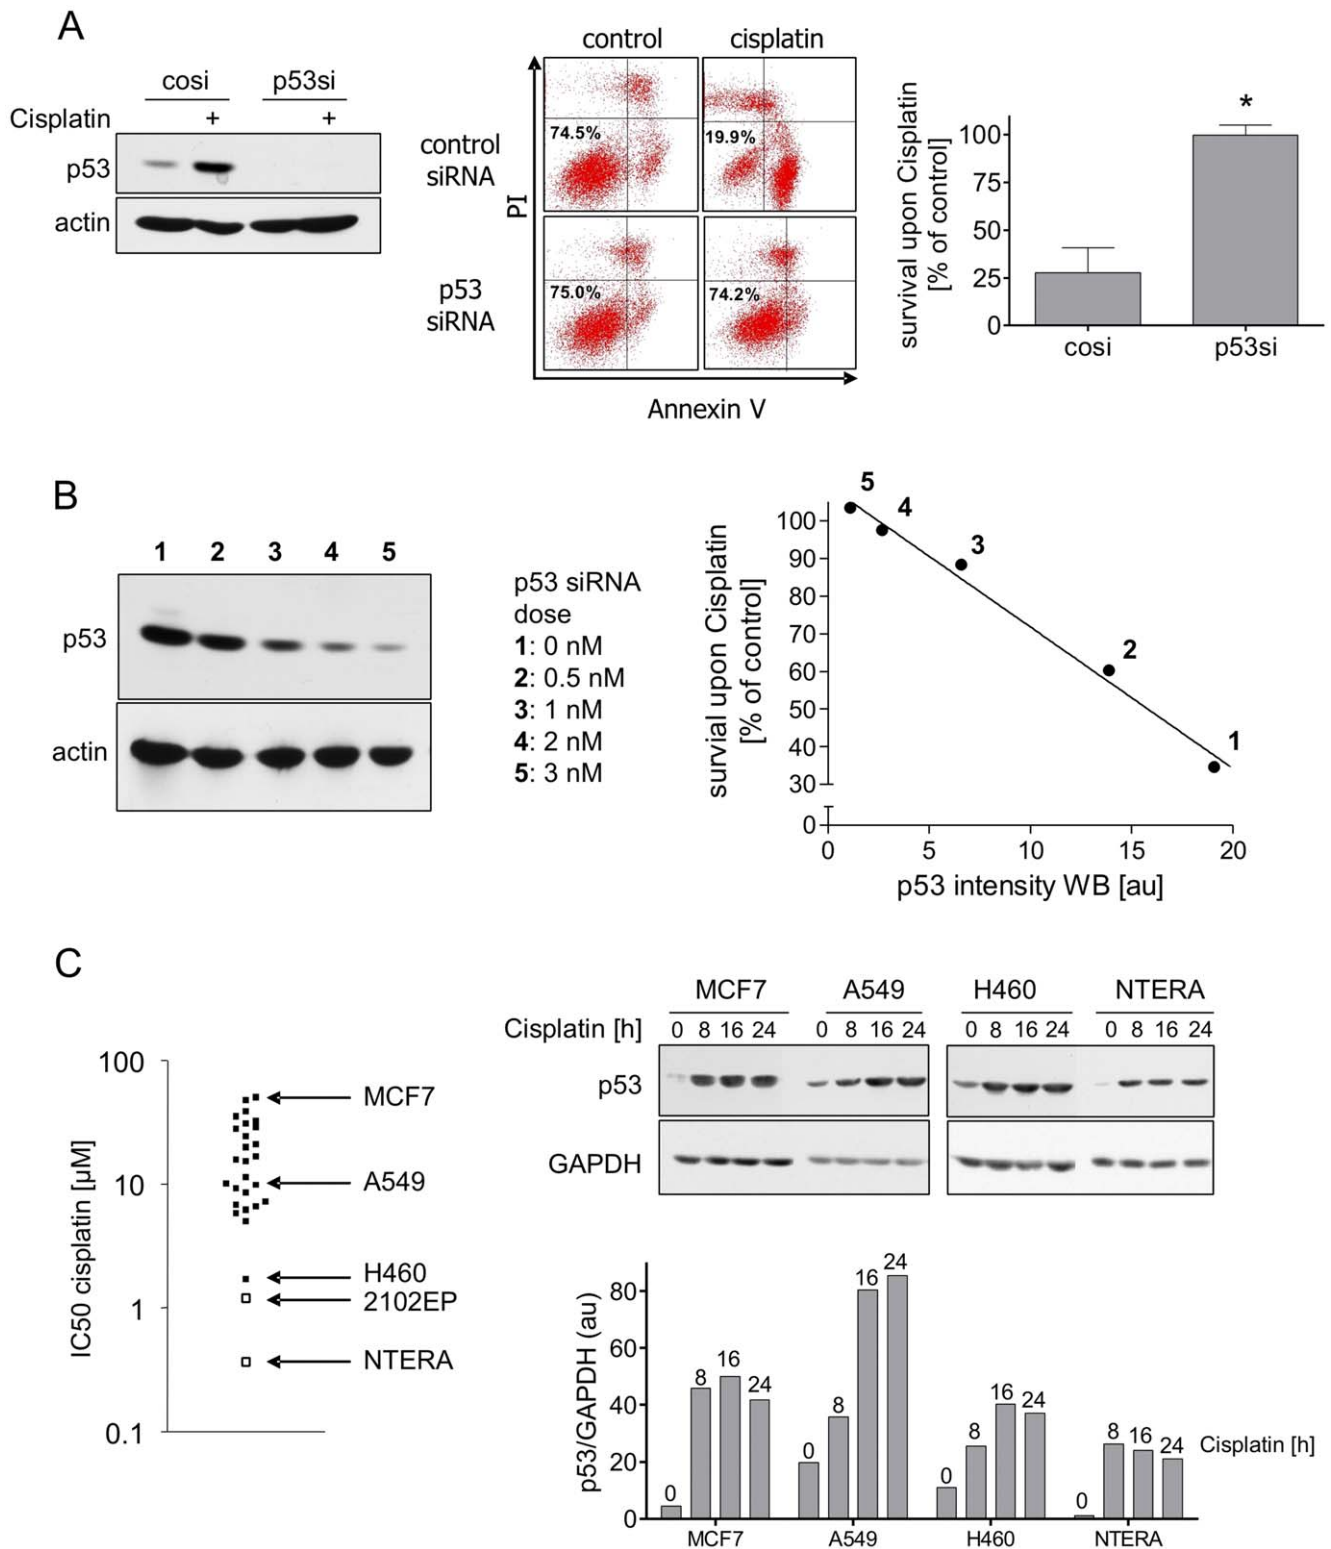 A
cosi p53si
Cisplatin + +
p53
actin
control cisplatin
control
siRNA
p53
siRNA
PI
74.5%
19.9%
75.0%
74.2%
Annexin V
survival upon Cisplatin
[% of control]
100
75
50
25
0
*
cosi p53si
B
1 2 3 4 5
p53
actin
p53 siRNA
dose
1: 0 nM
2: 0.5 nM
3: 1 nM
4: 2 nM
5: 3 nM
survial upon Cisplatin
[% of control]
100
90
80
70
60
50
40
30
0
5
4
3
2
1
0 5 10 15 20
p53 intensity WB [au]
C
IC50 cisplatin [µM]
100
10
1
0.1
MCF7
A549
H460
2102EP
NTERA
MCF7 A549 H460 NTERA
Cisplatin [h] 0 8 16 24 0 8 16 24 0 8 16 24 0 8 16 24
p53
GAPDH
p53/GAPDH (au)
80
60
40
20
0
0 8 16 24
0 8 16 24
0 8 16 24
0 8 16 24
Cisplatin [h]
MCF7 A549 H460 NTERA